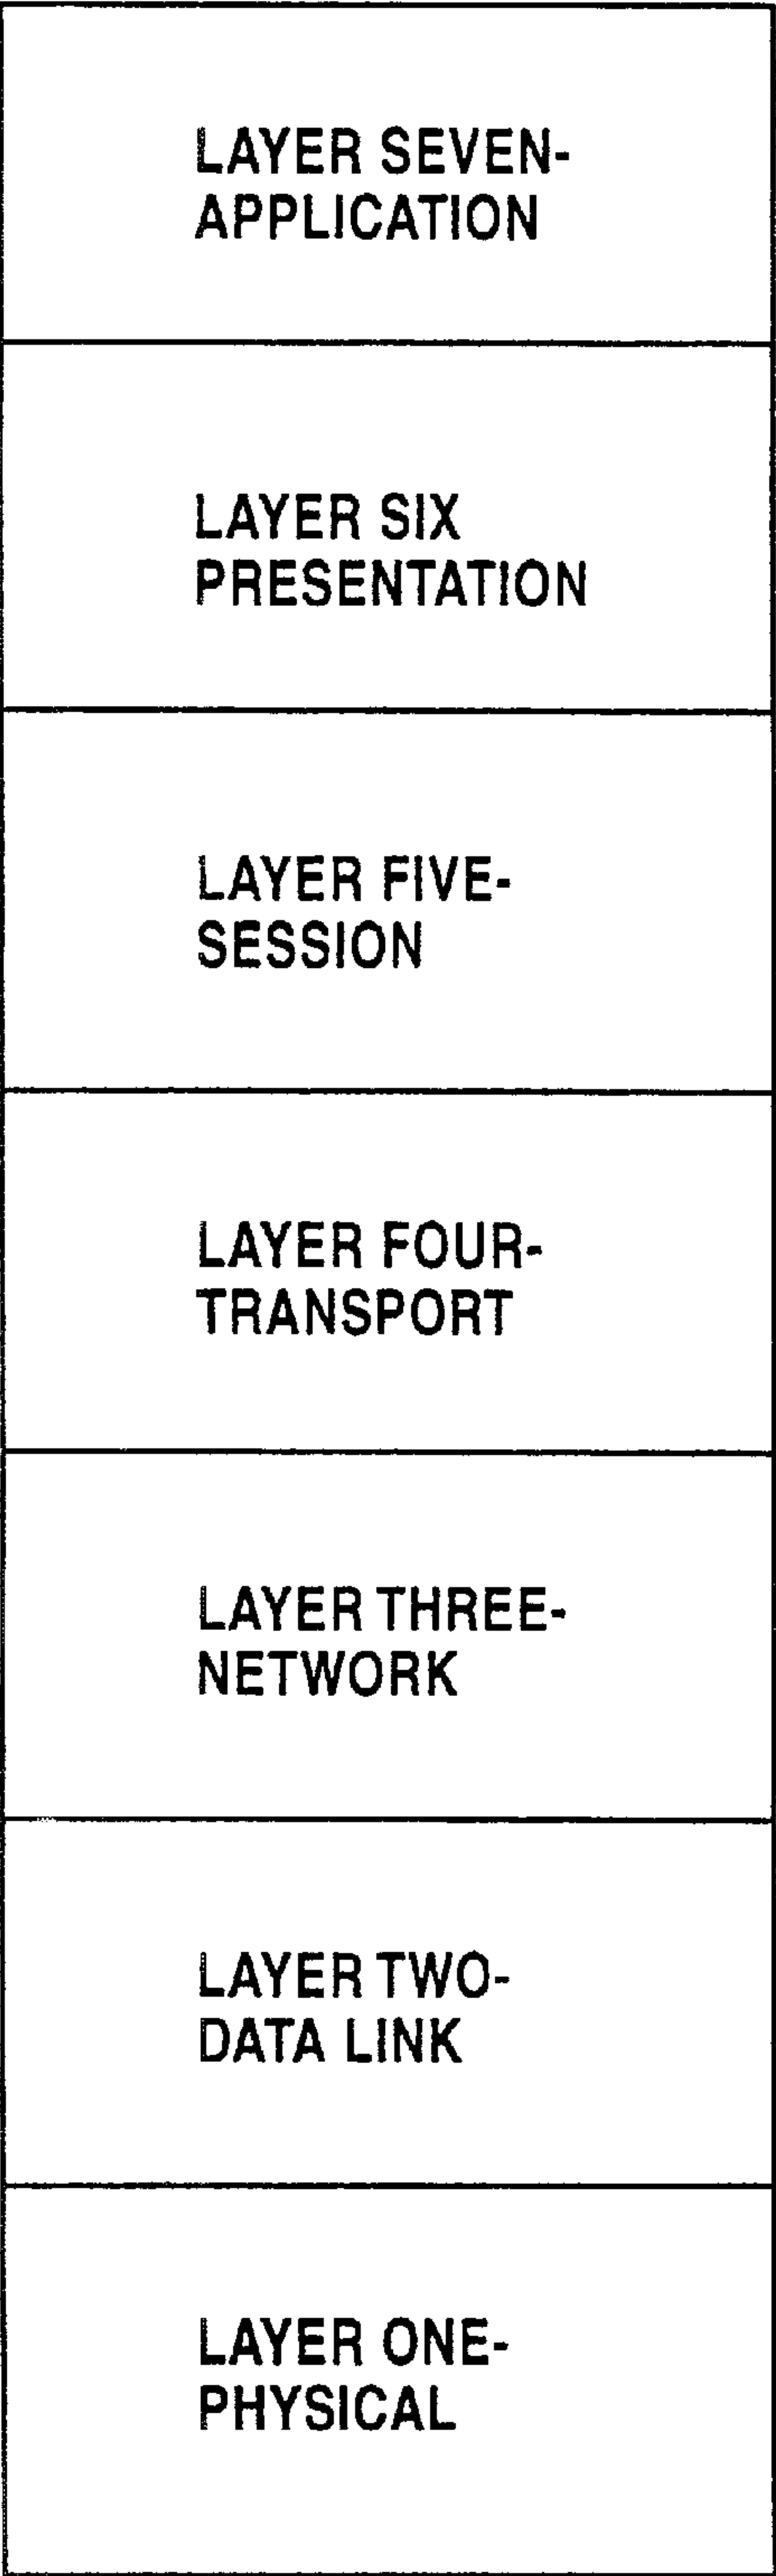 LAYER SEVEN-
APPLICATION
LAYER SIX
PRESENTATION
LAYER FIVE-
SESSION
LAYER FOUR-
TRANSPORT
LAYER THREE-
NETWORK
LAYER TWO-
DATA LINK
LAYER ONE-
PHYSICAL